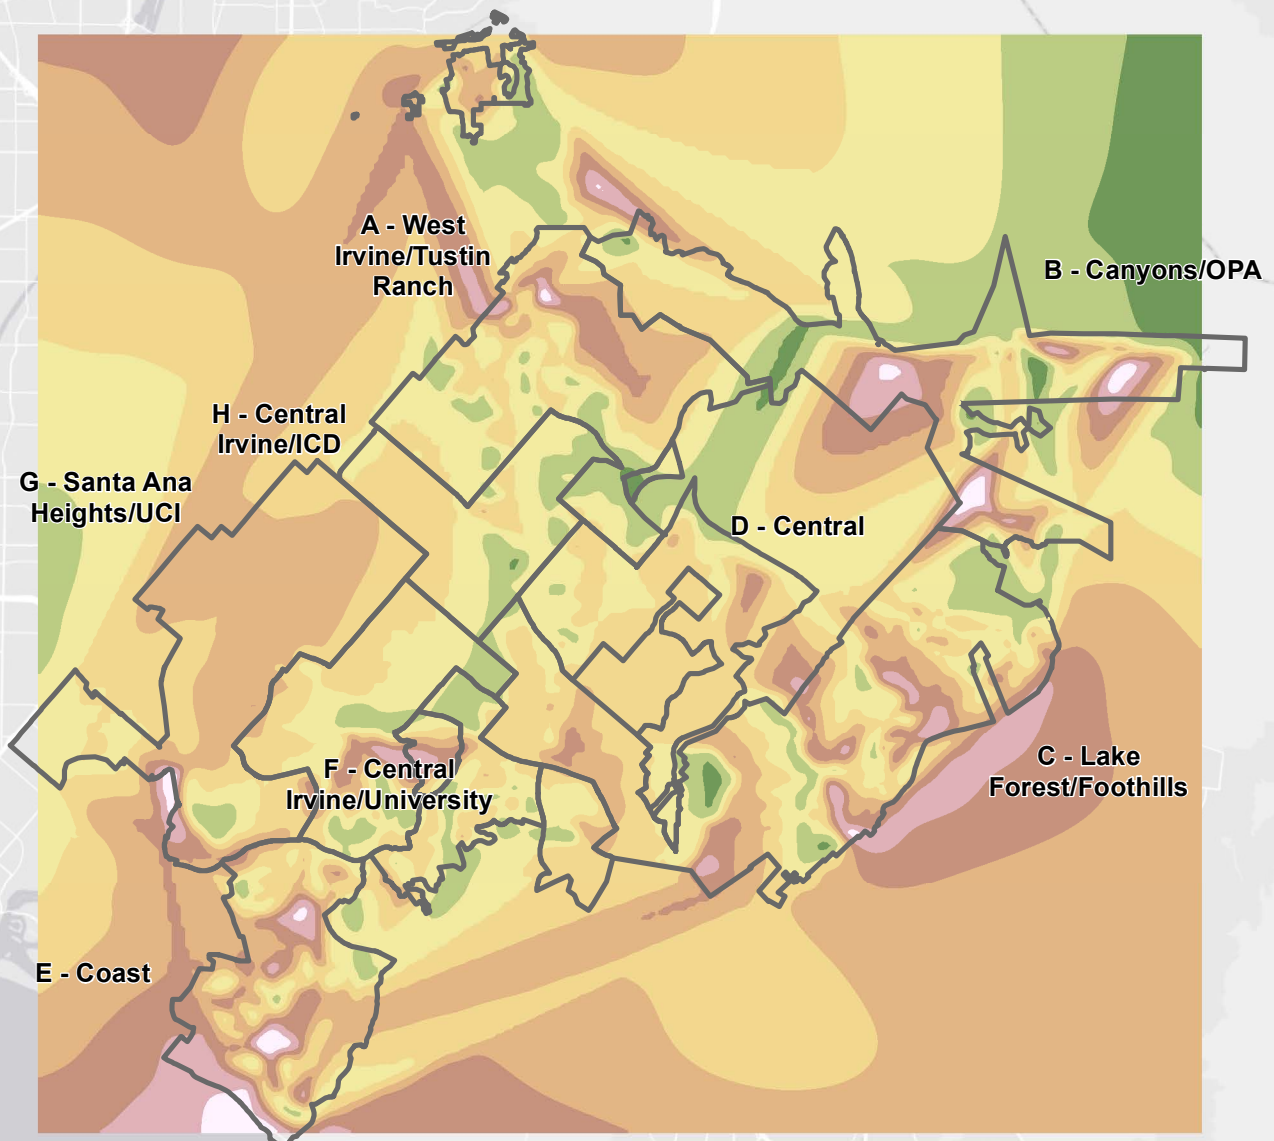 A - West
Irvine/Tustin
Ranch
B - Canyons/OPA
H - Central
Irvine/ICD
G - Santa Ana
Heights/UCI
D - Central
C - Lake
Forest/Foothills
F - Central
Irvine/University
E - Coast